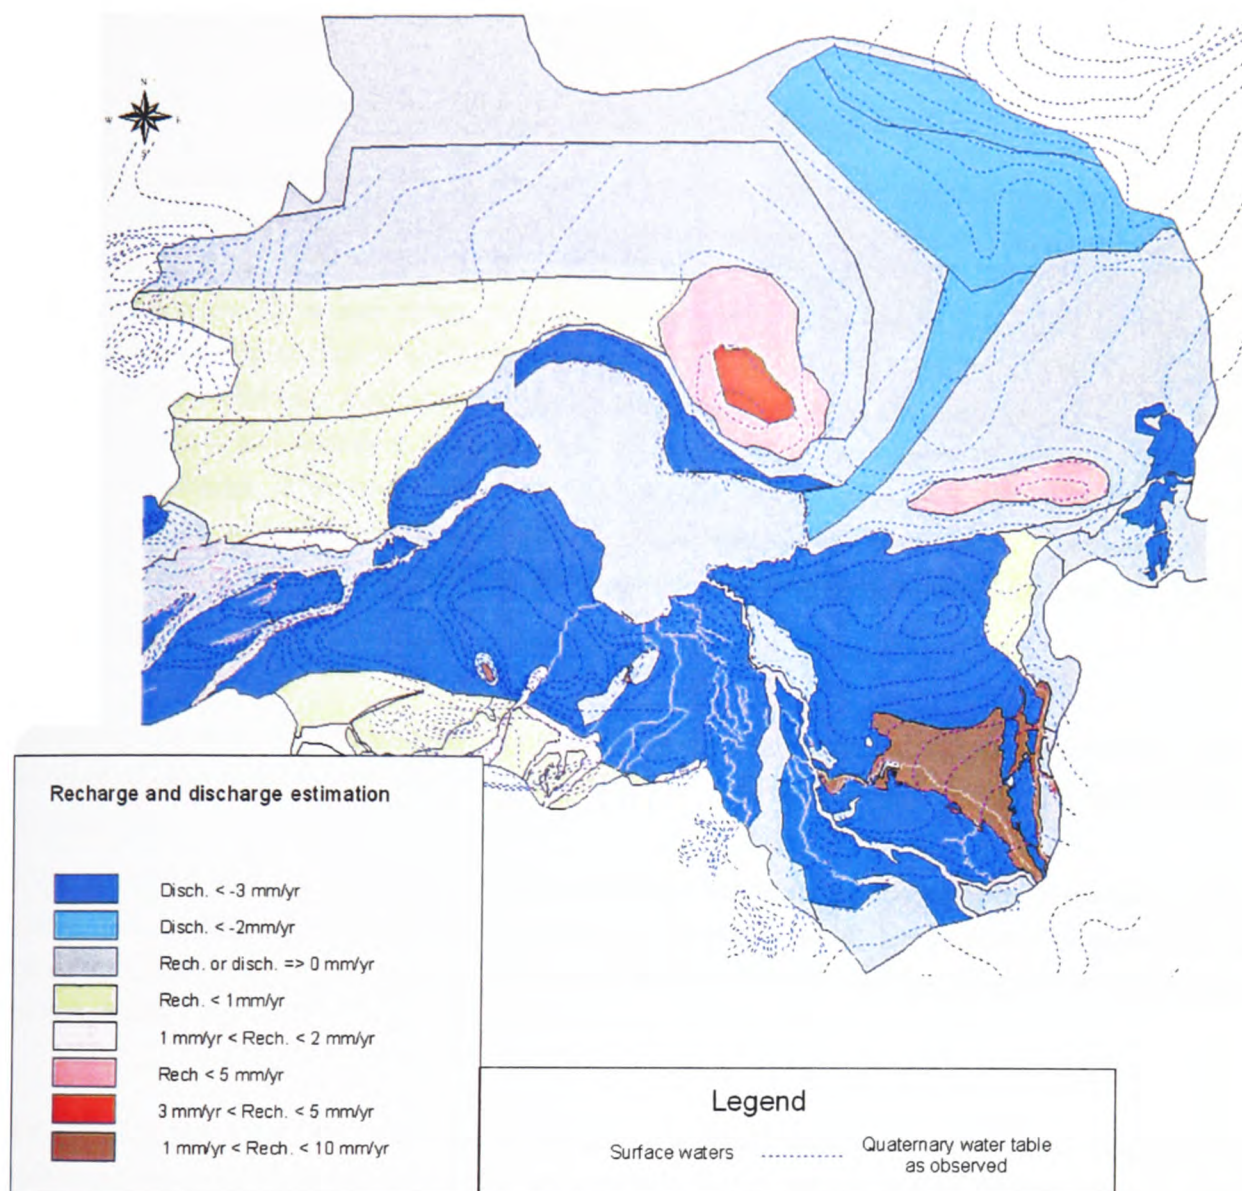 N
W
E
S
Recharge and discharge estimation
Disch. < -3 mm/yr
Disch. < -2mm/yr
Rech. or disch. => 0 mm/yr
Rech. < 1mm/yr
1 mm/yr < Rech. < 2 mm/yr
Rech < 5 mm/yr
3 mm/yr < Rech. < 5 mm/yr
1 mm/yr < Rech. < 10 mm/yr
Legend
Surface waters
Quaternary water table
as observed